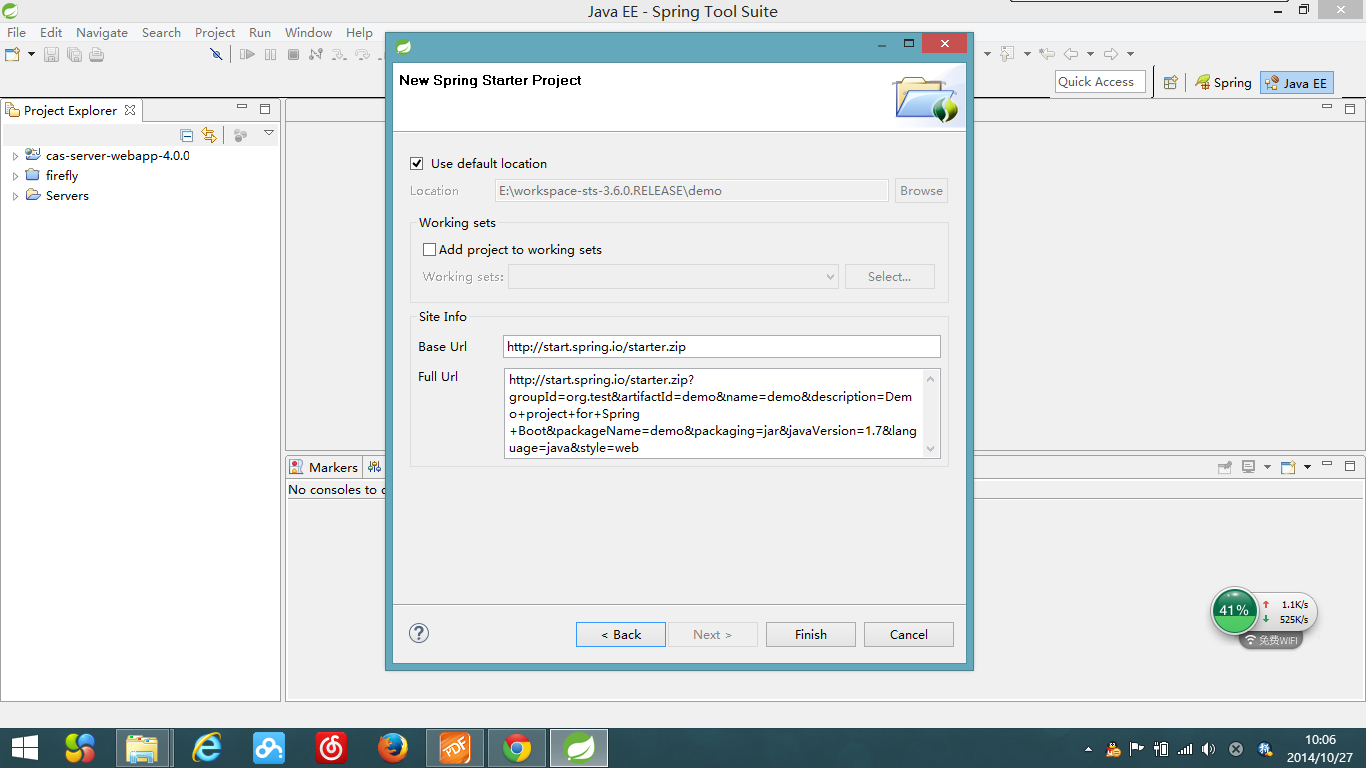 Java EE - Spring Tool Suite
File Edit Navigate Search Project Run Window Help
Quick Access
Spring
Java EE
Project Explorer
cas-server-webapp-4.0.0
firefly
Servers
New Spring Starter Project
Use default location
Location E:\workspace-sts-3.6.0.RELEASE\demo Browse
Working sets
Add project to working sets
Working sets: Select...
Site Info
Base Url http://start.spring.io/starter.zip
Full Url http://start.spring.io/starter.zip?
groupId=org.test&artifactId=demo&name=demo&description=Dem
o+project+for+Spring
+Boot&packageName=demo&packaging=jar&javaVersion=1.7&lang
uage=java&style=web
< Back Next > Finish Cancel
Markers
No consoles to
41% 1.1K/s
525K/s
免费WiFi
PDF
10:06
2014/10/27